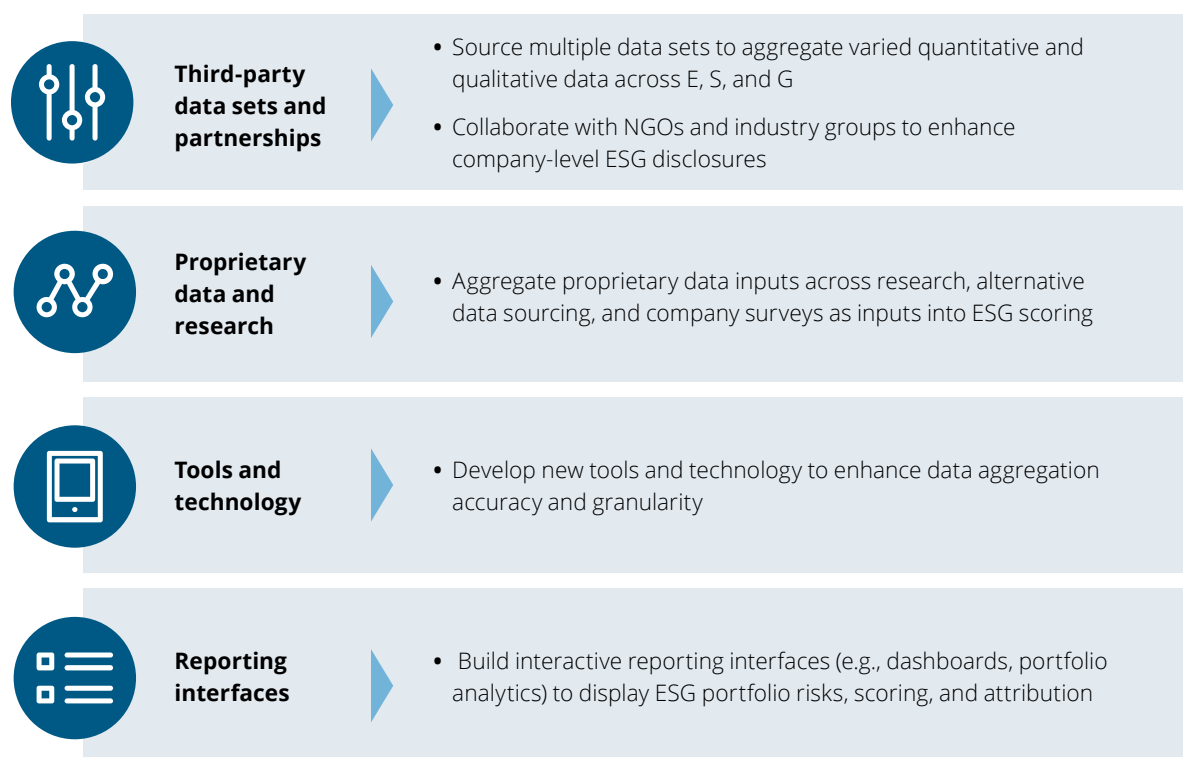 Third-party
data sets and
partnerships
• Source multiple data sets to aggregate varied quantitative and
qualitative data across E, S, and G
• Collaborate with NGOs and industry groups to enhance
company-level ESG disclosures
Proprietary
data and
research
• Aggregate proprietary data inputs across research, alternative
data sourcing, and company surveys as inputs into ESG scoring
Tools and
technology
• Develop new tools and technology to enhance data aggregation
accuracy and granularity
Reporting
interfaces
• Build interactive reporting interfaces (e.g., dashboards, portfolio
analytics) to display ESG portfolio risks, scoring, and attribution